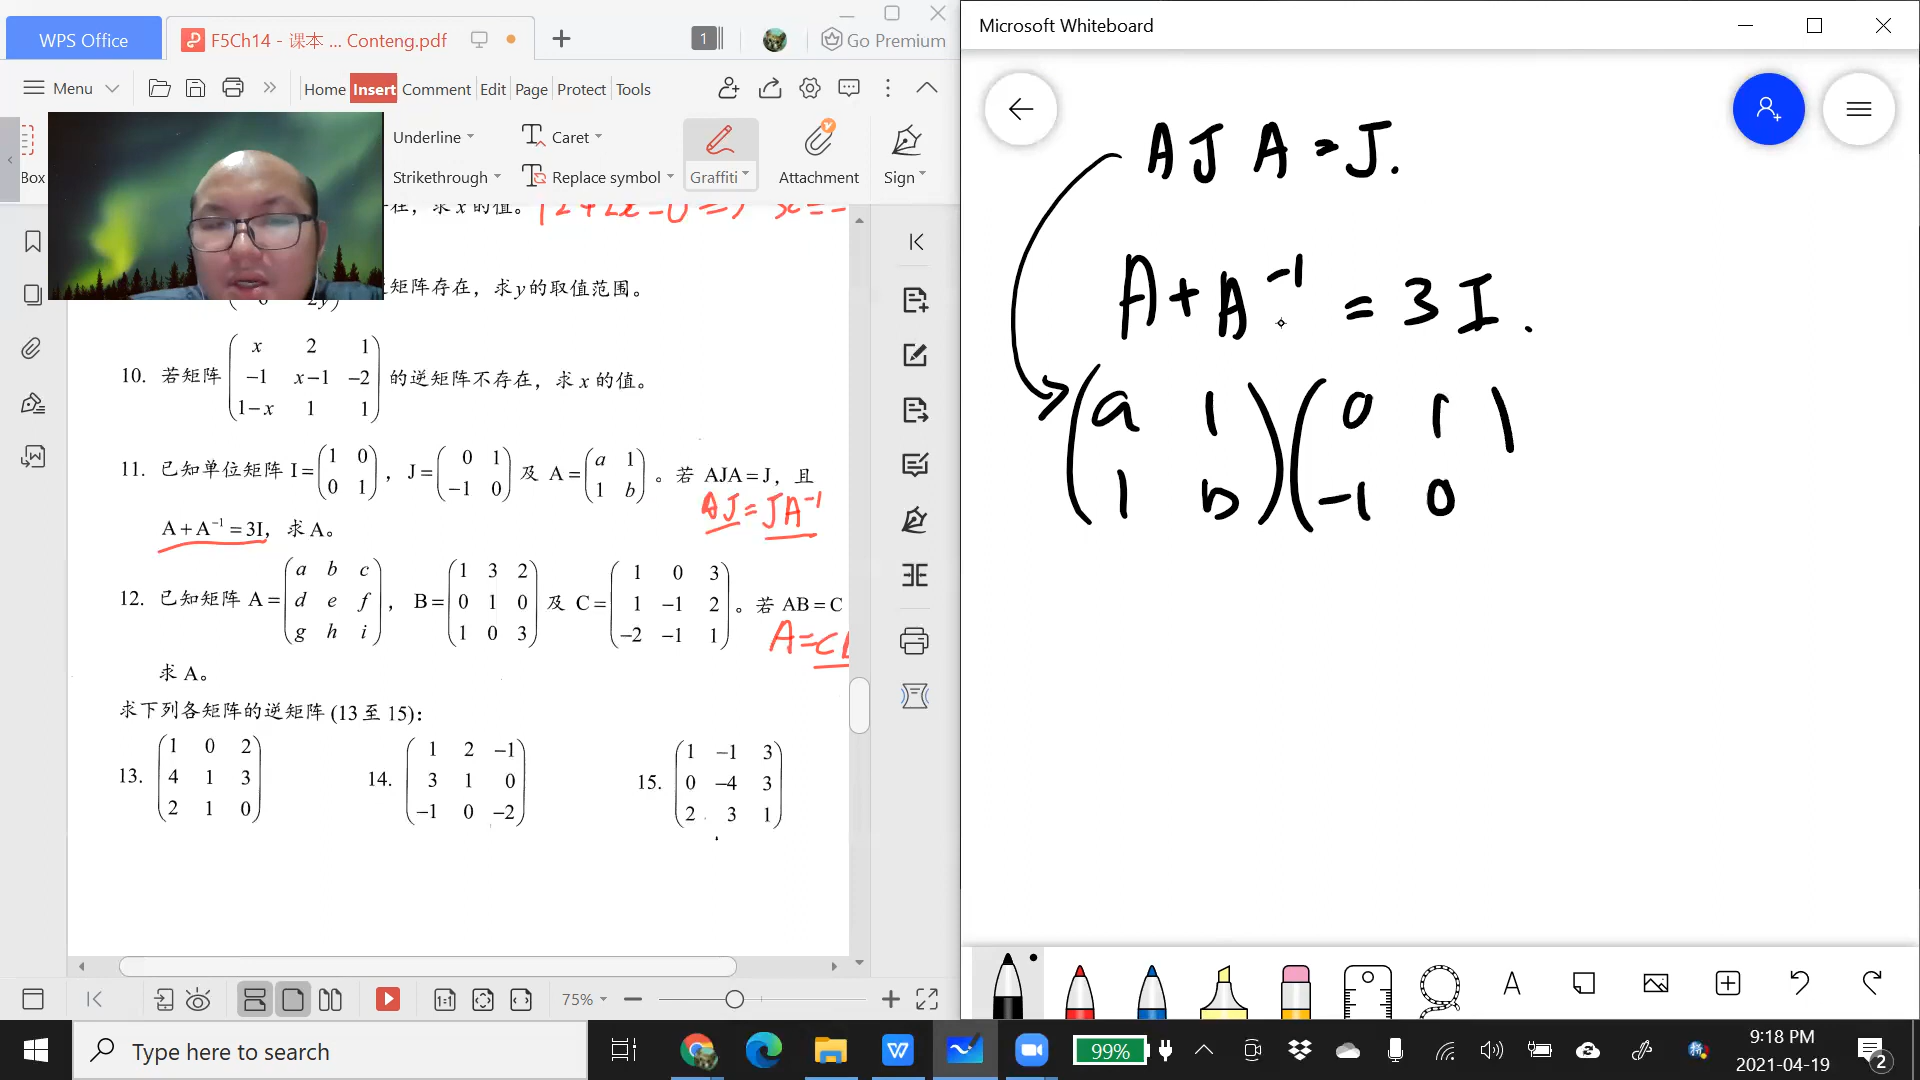 WPS Office
F5Ch14 - 课本 ... Conteng.pdf
1
Go Premium
Menu
Home Insert Comment Edit Page Protect Tools
Box
Underline
Caret
Strikethrough
Replace symbol
Graffiti
Attachment
Sign
在，求 x 的值。
逆矩阵存在，求y的取值范围。
10. 若矩阵 (x 2 1
-1 x-1 -2
1-x 1 1) 的逆矩阵不存在，求 x 的值。
11. 已知单位矩阵 I = (1 0
0 1)，J = (0 1
-1 0) 及 A = (a 1
1 b)。若 AJA = J，且
AJ = JA⁻¹
A + A⁻¹ = 3I，求 A。
12. 已知矩阵 A = (a b c
d e f
g h i)，B = (1 3 2
0 1 0
1 0 3) 及 C = (1 0 3
1 -1 2
-2 -1 1)。若 AB = C
A = C
求 A。
求下列各矩阵的逆矩阵 (13 至 15)：
13. (1 0 2
4 1 3
2 1 0)
14. (1 2 -1
3 1 0
-1 0 -2)
15. (1 -1 3
0 -4 3
2 3 1)
75%
Microsoft Whiteboard
AJA = J.
A + A⁻¹ = 3I.
(a 1
1 b)(0 1
-1 0
Type here to search
99%
9:18 PM
2021-04-19
2